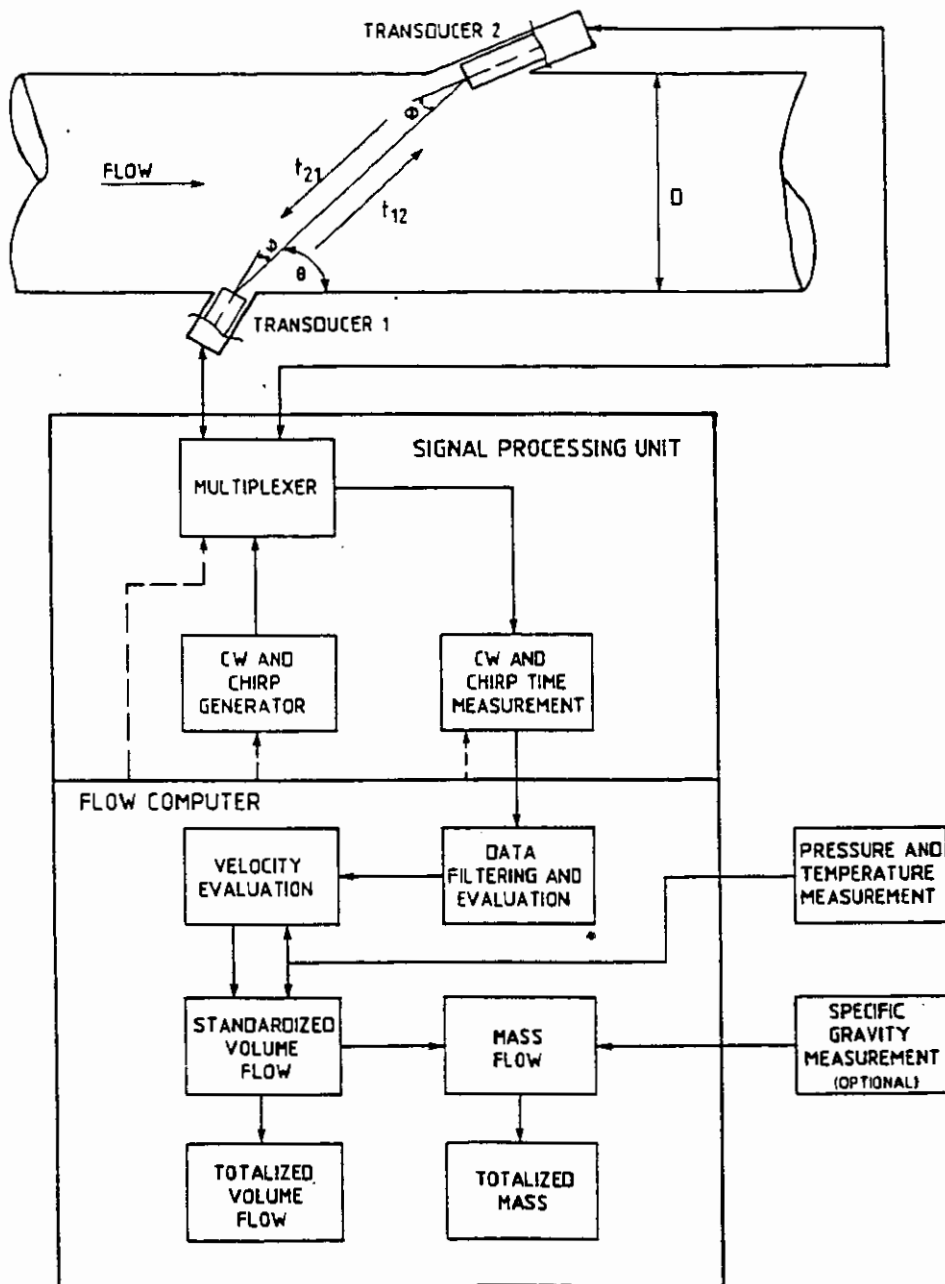 TRANSDUCER 2
Φ
FLOW
t21
t12
D
θ
TRANSDUCER 1
SIGNAL PROCESSING UNIT
MULTIPLEXER
CW AND
CHIRP
GENERATOR
CW AND
CHIRP TIME
MEASUREMENT
FLOW COMPUTER
VELOCITY
EVALUATION
DATA
FILTERING AND
EVALUATION
PRESSURE AND
TEMPERATURE
MEASUREMENT
STANDARDIZED
VOLUME
FLOW
MASS
FLOW
SPECIFIC
GRAVITY
MEASUREMENT
(OPTIONAL)
TOTALIZED
VOLUME
FLOW
TOTALIZED
MASS